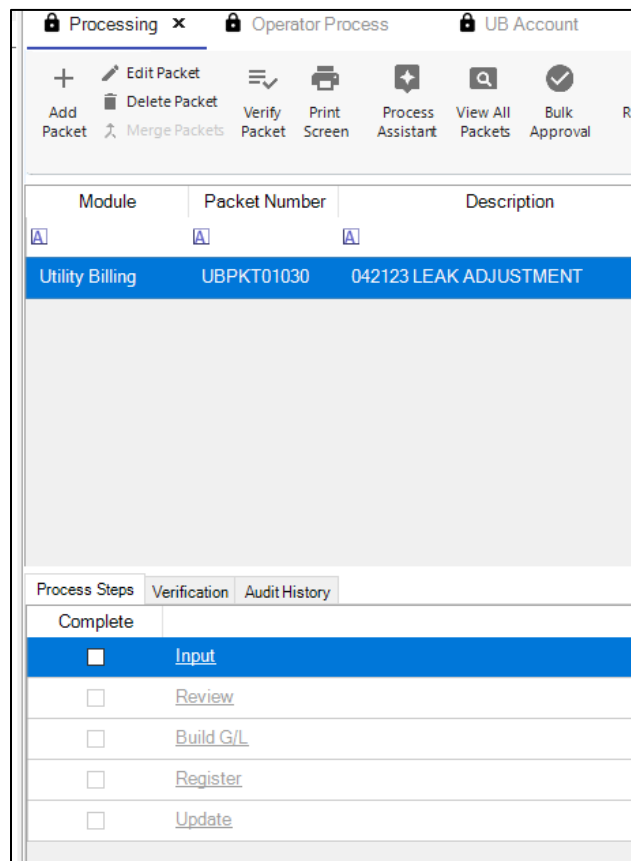 Processing x Operator Process UB Account
Edit Packet
Delete Packet
Merge Packets
Add Packet
Verify Packet
Print Screen
Process Assistant
View All Packets
Bulk Approval
R
Module Packet Number Description
A A A
Utility Billing UBPKT01030 042123 LEAK ADJUSTMENT
Process Steps Verification Audit History
Complete
Input
Review
Build G/L
Register
Update